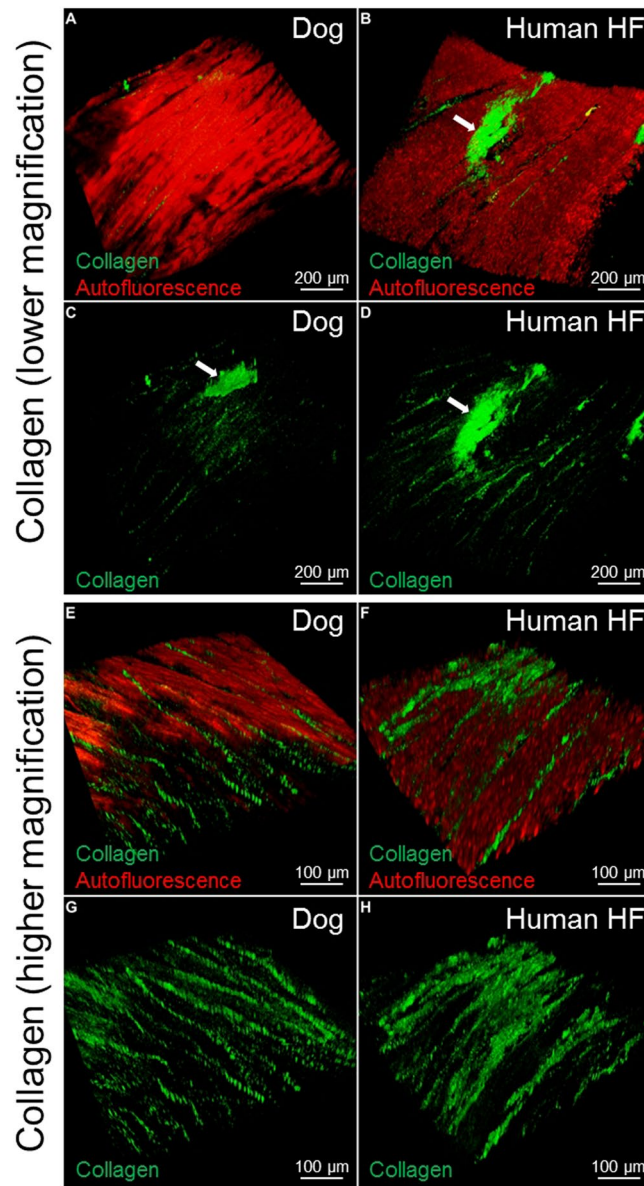 Collagen (lower magnification)
A
Dog
Collagen
Autofluorescence
200 µm
B
Human HF
Collagen
Autofluorescence
200 µm
C
Dog
Collagen
200 µm
D
Human HF
Collagen
200 µm
Collagen (higher magnification)
E
Dog
Collagen
Autofluorescence
100 µm
F
Human HF
Collagen
Autofluorescence
100 µm
G
Dog
Collagen
100 µm
H
Human HF
Collagen
100 µm